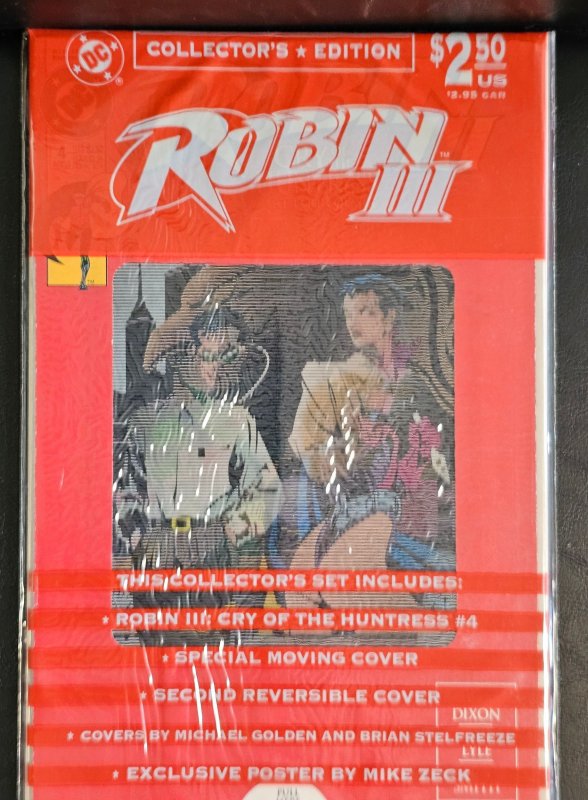 DC
COLLECTOR'S ★ EDITION
$2.50
US
$2.95 CAN
ROBIN
III
TM
THIS COLLECTOR'S SET INCLUDES:
★ ROBIN III: CRY OF THE HUNTRESS #4
★ SPECIAL MOVING COVER
★ SECOND REVERSIBLE COVER
★ COVERS BY MICHAEL GOLDEN AND BRIAN STELFREEZE
★ EXCLUSIVE POSTER BY MIKE ZECK
DIXON
LYLE
PULL